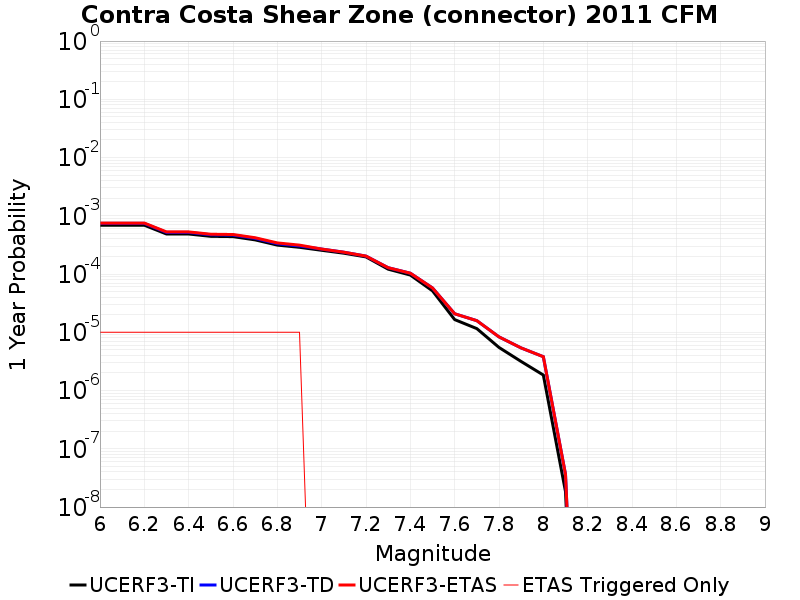 Contra Costa Shear Zone (connector) 2011 CFM
10^0
10^-1
10^-2
10^-3
10^-4
10^-5
10^-6
10^-7
10^-8
1 Year Probability
6 6.2 6.4 6.6 6.8 7 7.2 7.4 7.6 7.8 8 8.2 8.4 8.6 8.8 9
Magnitude
UCERF3-TI UCERF3-TD UCERF3-ETAS ETAS Triggered Only